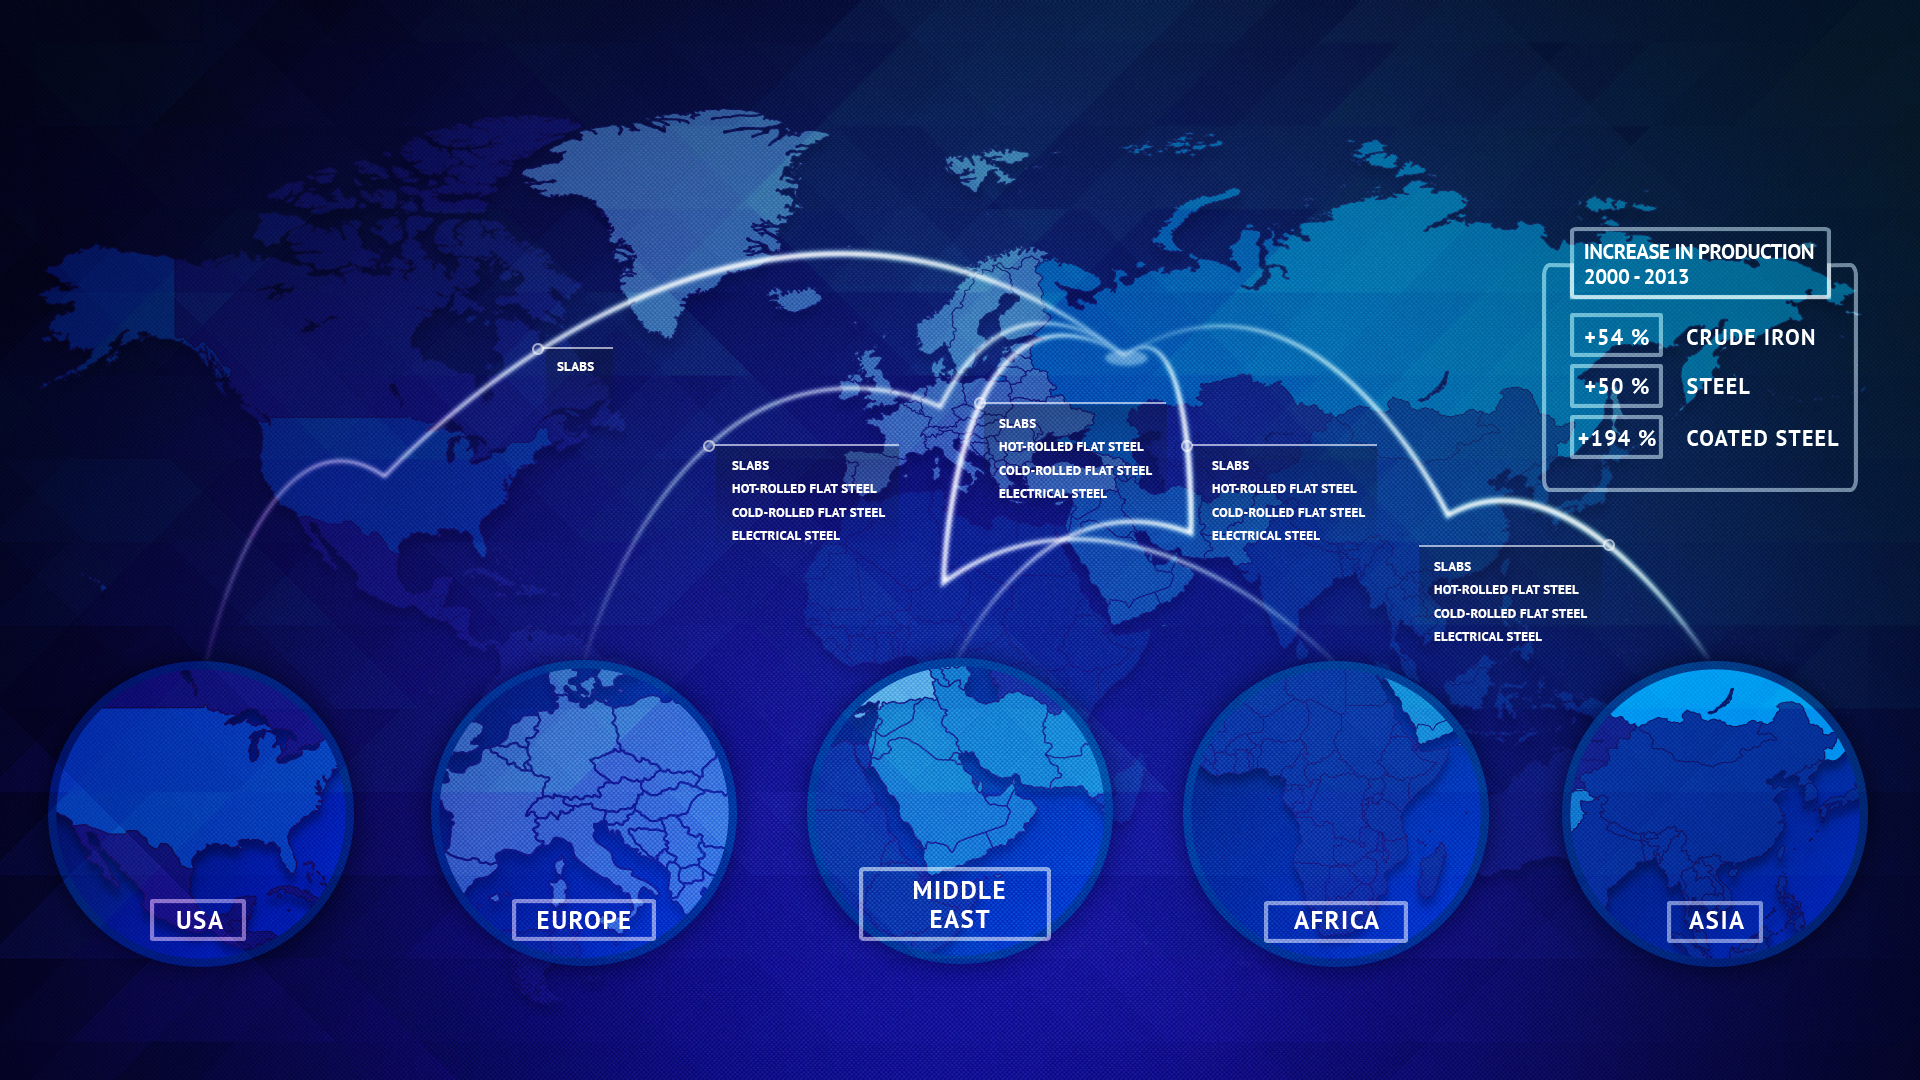 INCREASE IN PRODUCTION
2000 - 2013
+54 % CRUDE IRON
+50 % STEEL
+194 % COATED STEEL
SLABS
SLABS
HOT-ROLLED FLAT STEEL
COLD-ROLLED FLAT STEEL
ELECTRICAL STEEL
SLABS
HOT-ROLLED FLAT STEEL
COLD-ROLLED FLAT STEEL
ELECTRICAL STEEL
SLABS
HOT-ROLLED FLAT STEEL
COLD-ROLLED FLAT STEEL
ELECTRICAL STEEL
SLABS
HOT-ROLLED FLAT STEEL
COLD-ROLLED FLAT STEEL
ELECTRICAL STEEL
USA
EUROPE
MIDDLE
EAST
AFRICA
ASIA